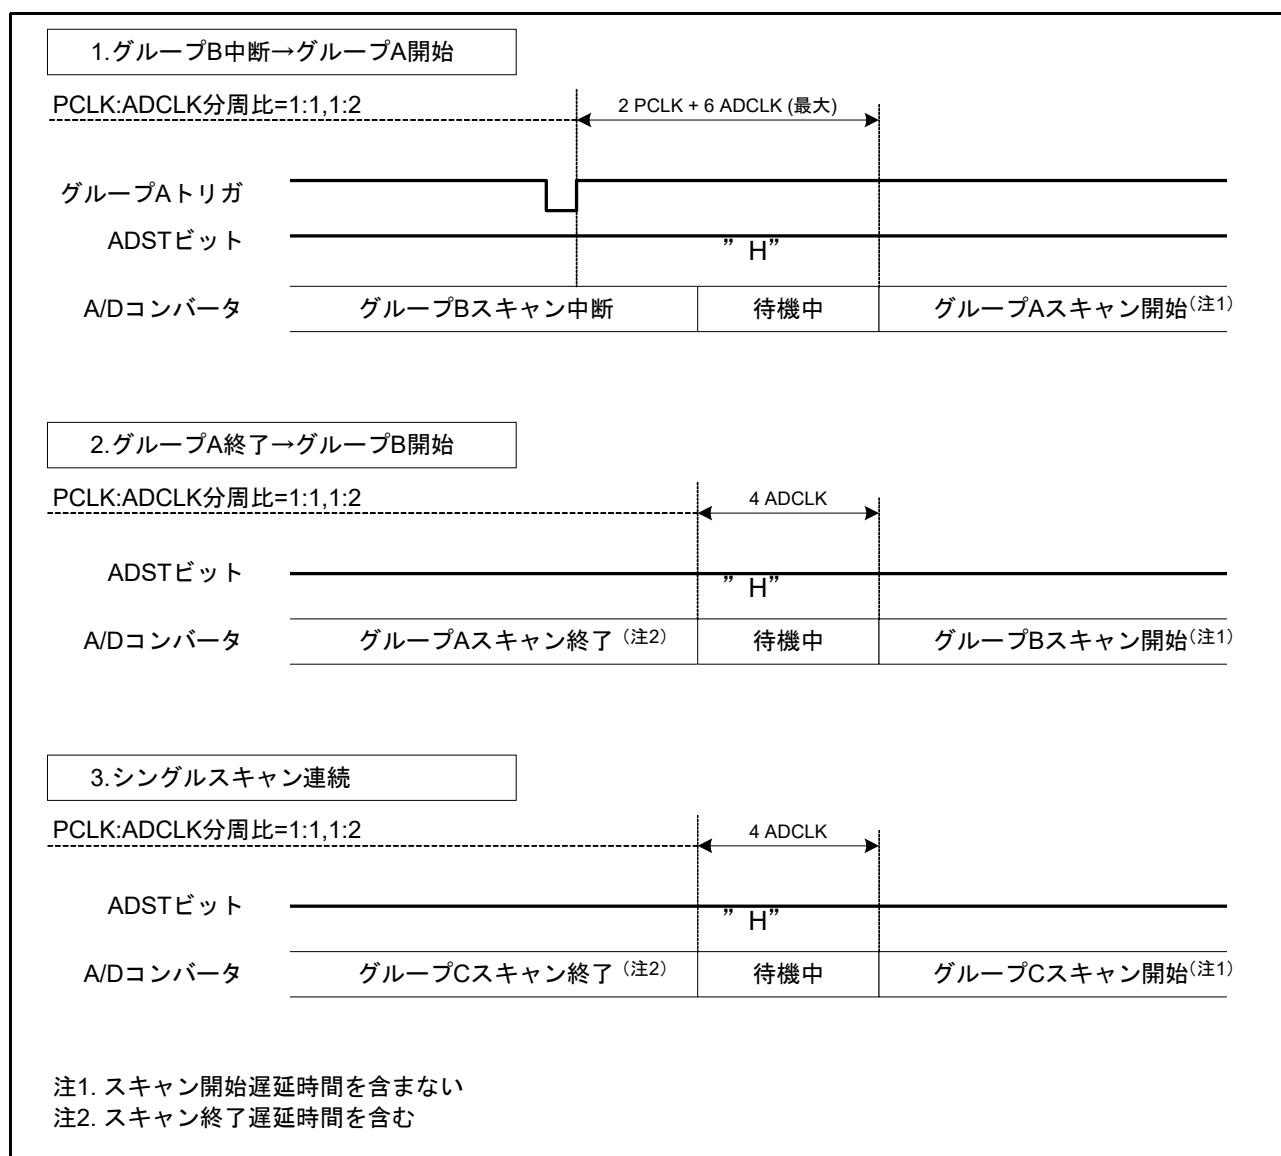 1.グループB中断→グループA開始
PCLK:ADCLK分周比=1:1,1:2
2 PCLK + 6 ADCLK (最大)
グループAトリガ
ADSTビット
”H”
A/Dコンバータ
グループBスキャン中断
待機中
グループAスキャン開始(注1)
2.グループA終了→グループB開始
PCLK:ADCLK分周比=1:1,1:2
4 ADCLK
ADSTビット
”H”
A/Dコンバータ
グループAスキャン終了(注2)
待機中
グループBスキャン開始(注1)
3.シングルスキャン連続
PCLK:ADCLK分周比=1:1,1:2
4 ADCLK
ADSTビット
”H”
A/Dコンバータ
グループCスキャン終了(注2)
待機中
グループCスキャン開始(注1)
注1. スキャン開始遅延時間を含まない
注2. スキャン終了遅延時間を含む